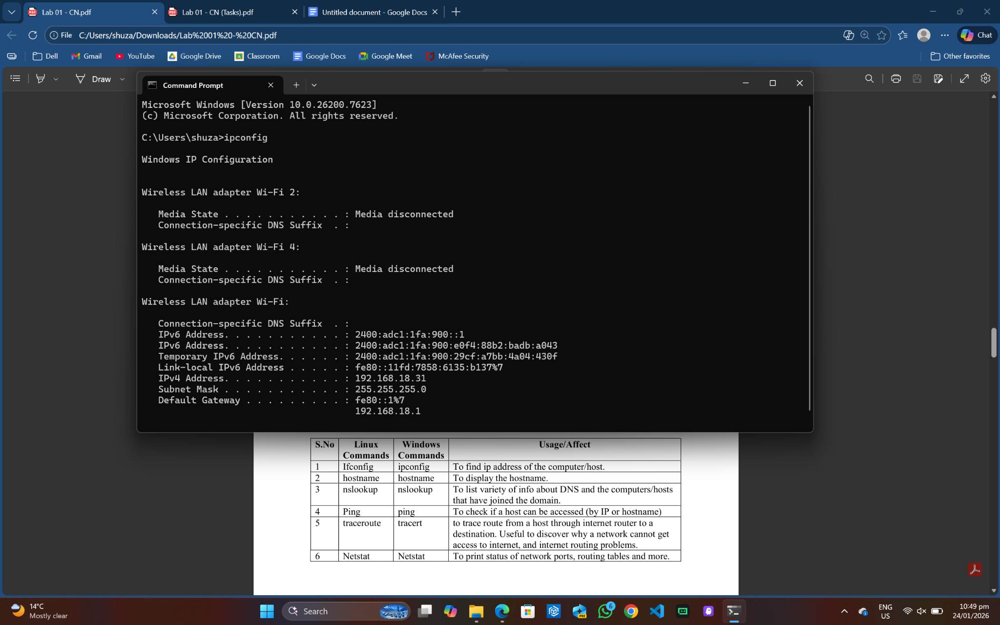 Lab 01 - CN.pdf
Lab 01 - CN (Tasks).pdf
Untitled document - Google Docs
File
C:/Users/shuza/Downloads/Lab%2001%20-%20CN.pdf
Chat
Dell
Gmail
YouTube
Google Drive
Classroom
Google Docs
Google Meet
McAfee Security
Other favorites
Draw
Command Prompt
Microsoft Windows [Version 10.0.26200.7623]
(c) Microsoft Corporation. All rights reserved.
C:\Users\shuza>ipconfig
Windows IP Configuration
Wireless LAN adapter Wi-Fi 2:
Media State . . . . . . . . . . . : Media disconnected
Connection-specific DNS Suffix  . :
Wireless LAN adapter Wi-Fi 4:
Media State . . . . . . . . . . . : Media disconnected
Connection-specific DNS Suffix  . :
Wireless LAN adapter Wi-Fi:
Connection-specific DNS Suffix  . :
IPv6 Address. . . . . . . . . . . : 2400:adc1:1fa:900::1
IPv6 Address. . . . . . . . . . . : 2400:adc1:1fa:900:e0f4:88b2:badb:a043
Temporary IPv6 Address. . . . . . : 2400:adc1:1fa:900:29cf:a7bb:4a04:430f
Link-local IPv6 Address . . . . . : fe80::11fd:7858:6135:b137%7
IPv4 Address. . . . . . . . . . . : 192.168.18.31
Subnet Mask . . . . . . . . . . . : 255.255.255.0
Default Gateway . . . . . . . . . : fe80::1%7
192.168.18.1
S.No Linux Commands Windows Commands Usage/Affect
1 Ifconfig ipconfig To find ip address of the computer/host.
2 hostname hostname To display the hostname.
3 nslookup nslookup To list variety of info about DNS and the computers/hosts
that have joined the domain.
4 Ping ping To check if a host can be accessed (by IP or hostname)
5 traceroute tracert to trace route from a host through internet router to a
destination. Useful to discover why a network cannot get
access to internet, and internet routing problems.
6 Netstat Netstat To print status of network ports, routing tables and more.
14°C
Mostly clear
Search
PRE
6
ENG
US
10:49 pm
24/01/2026